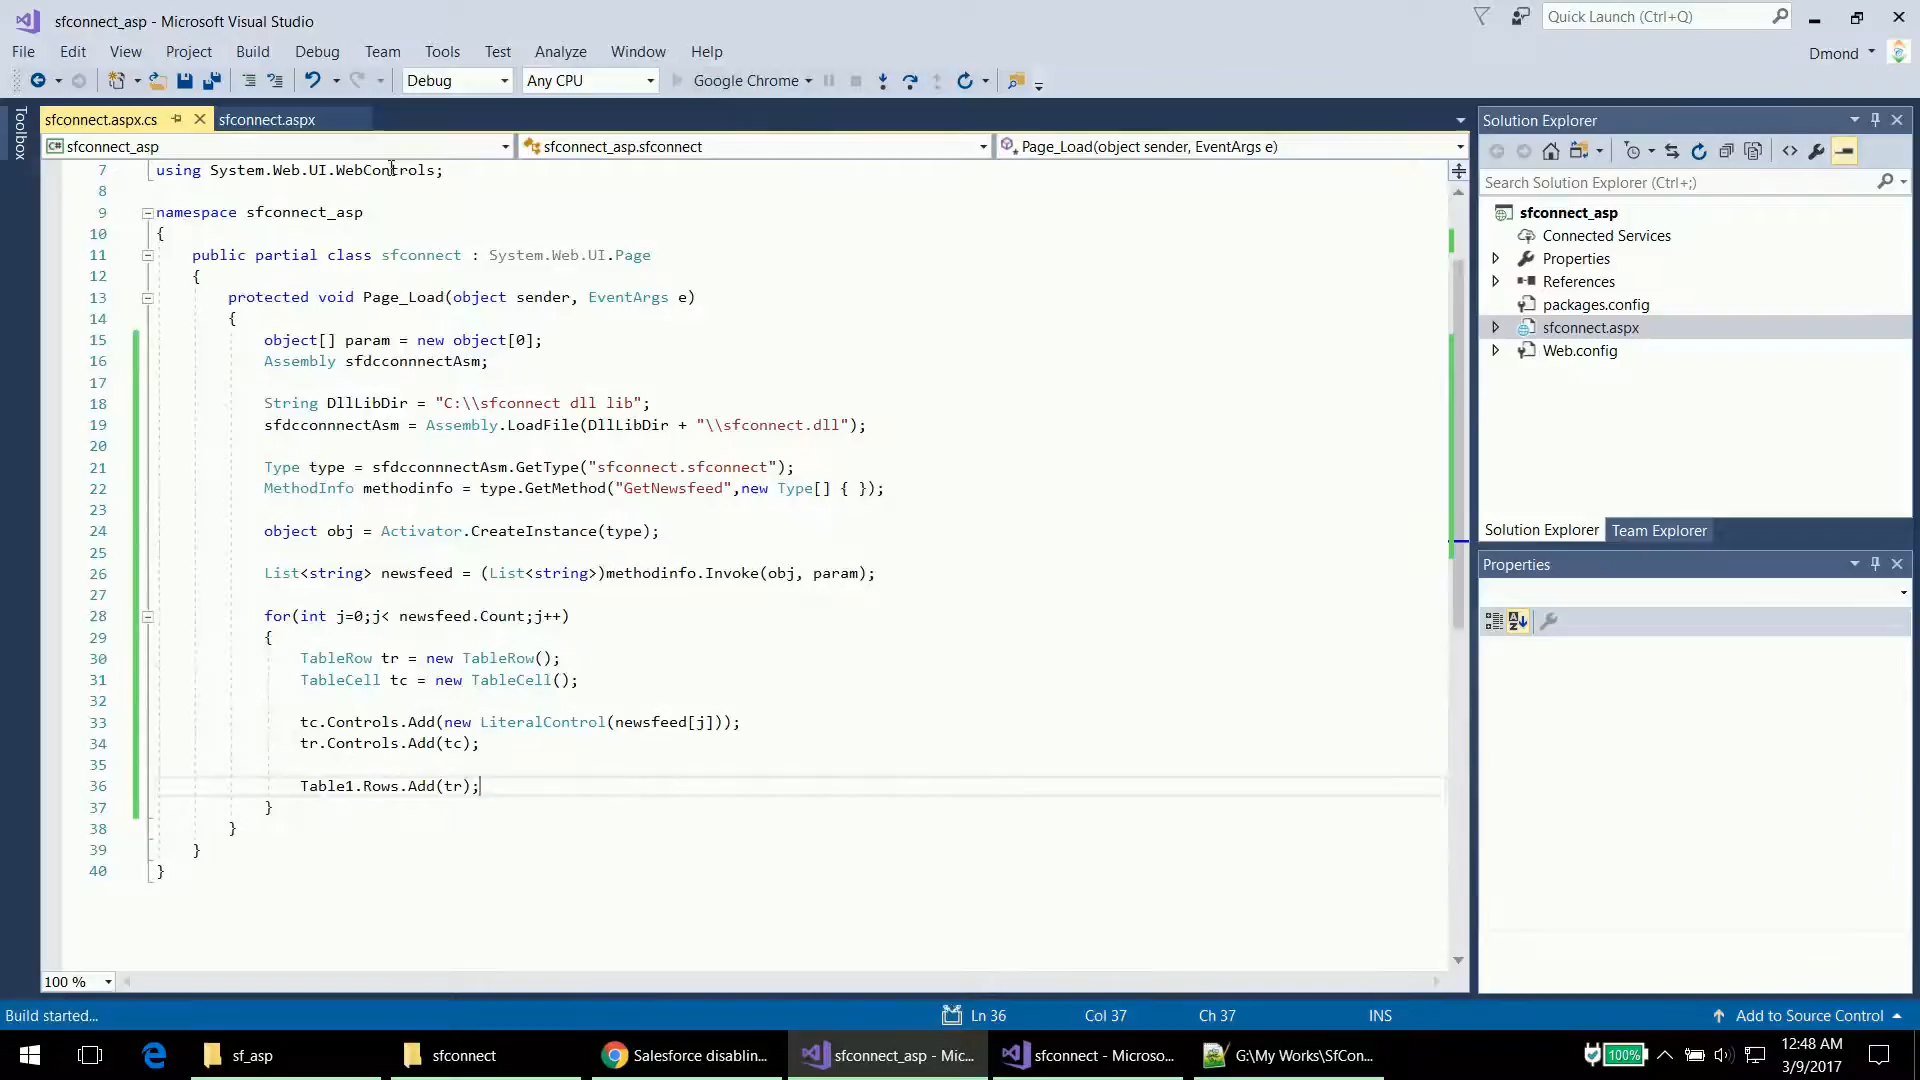 sfconnect_asp - Microsoft Visual Studio
Quick Launch (Ctrl+Q)
File Edit View Project Build Debug Team Tools Test Analyze Window Help
Dmond
Debug Any CPU Google Chrome
Toolbox
sfconnect.aspx.cs sfconnect.aspx
C# sfconnect_asp sfconnect_asp.sfconnect Page_Load(object sender, EventArgs e)
7 using System.Web.UI.WebControls;
8
9 namespace sfconnect_asp
10 {
11 public partial class sfconnect : System.Web.UI.Page
12 {
13 protected void Page_Load(object sender, EventArgs e)
14 {
15 object[] param = new object[0];
16 Assembly sfdcconnnectAsm;
17
18 String DllLibDir = "C:\\sfconnect dll lib";
19 sfdcconnnectAsm = Assembly.LoadFile(DllLibDir + "\\sfconnect.dll");
20
21 Type type = sfdcconnnectAsm.GetType("sfconnect.sfconnect");
22 MethodInfo methodinfo = type.GetMethod("GetNewsfeed",new Type[] { });
23
24 object obj = Activator.CreateInstance(type);
25
26 List<string> newsfeed = (List<string>)methodinfo.Invoke(obj, param);
27
28 for(int j=0;j< newsfeed.Count;j++)
29 {
30 TableRow tr = new TableRow();
31 TableCell tc = new TableCell();
32
33 tc.Controls.Add(new LiteralControl(newsfeed[j]));
34 tr.Controls.Add(tc);
35
36 Table1.Rows.Add(tr);
37 }
38 }
39 }
40 }
100 %
Solution Explorer
Search Solution Explorer (Ctrl+;)
sfconnect_asp
Connected Services
Properties
References
packages.config
sfconnect.aspx
Web.config
Solution Explorer Team Explorer
Properties
Build started...
Ln 36 Col 37 Ch 37 INS Add to Source Control
sf_asp sfconnect Salesforce disablin... sfconnect_asp - Mic... sfconnect - Microso... G:\My Works\SfCon...
100%
12:48 AM
3/9/2017